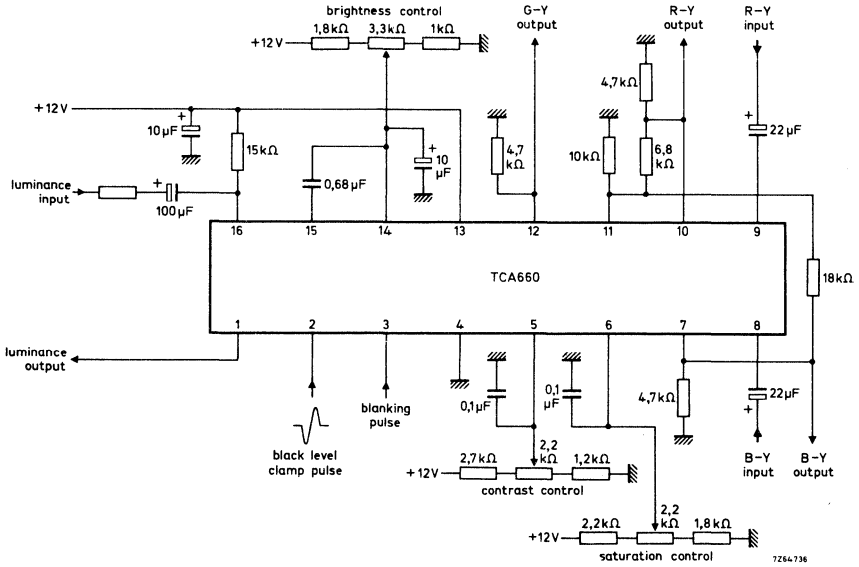 brightness control
G-Y output
R-Y output
R-Y input
+12V
1,8kΩ
3,3kΩ
1kΩ
+12V
+
10µF
15kΩ
0,68µF
+
10 µF
4,7 kΩ
10kΩ
4,7kΩ
6,8 kΩ
+
22µF
luminance input
+
100µF
16
15
14
13
12
11
10
9
TCA660
18kΩ
1
2
3
4
5
6
7
8
luminance output
black level clamp pulse
blanking pulse
0,1µF
0,1 µF
4,7kΩ
22µF
+
B-Y input
B-Y output
+12V
2,7kΩ
2,2 kΩ
1,2kΩ
contrast control
+12V
2,2kΩ
2,2 kΩ
1,8kΩ
saturation control
7Z64736